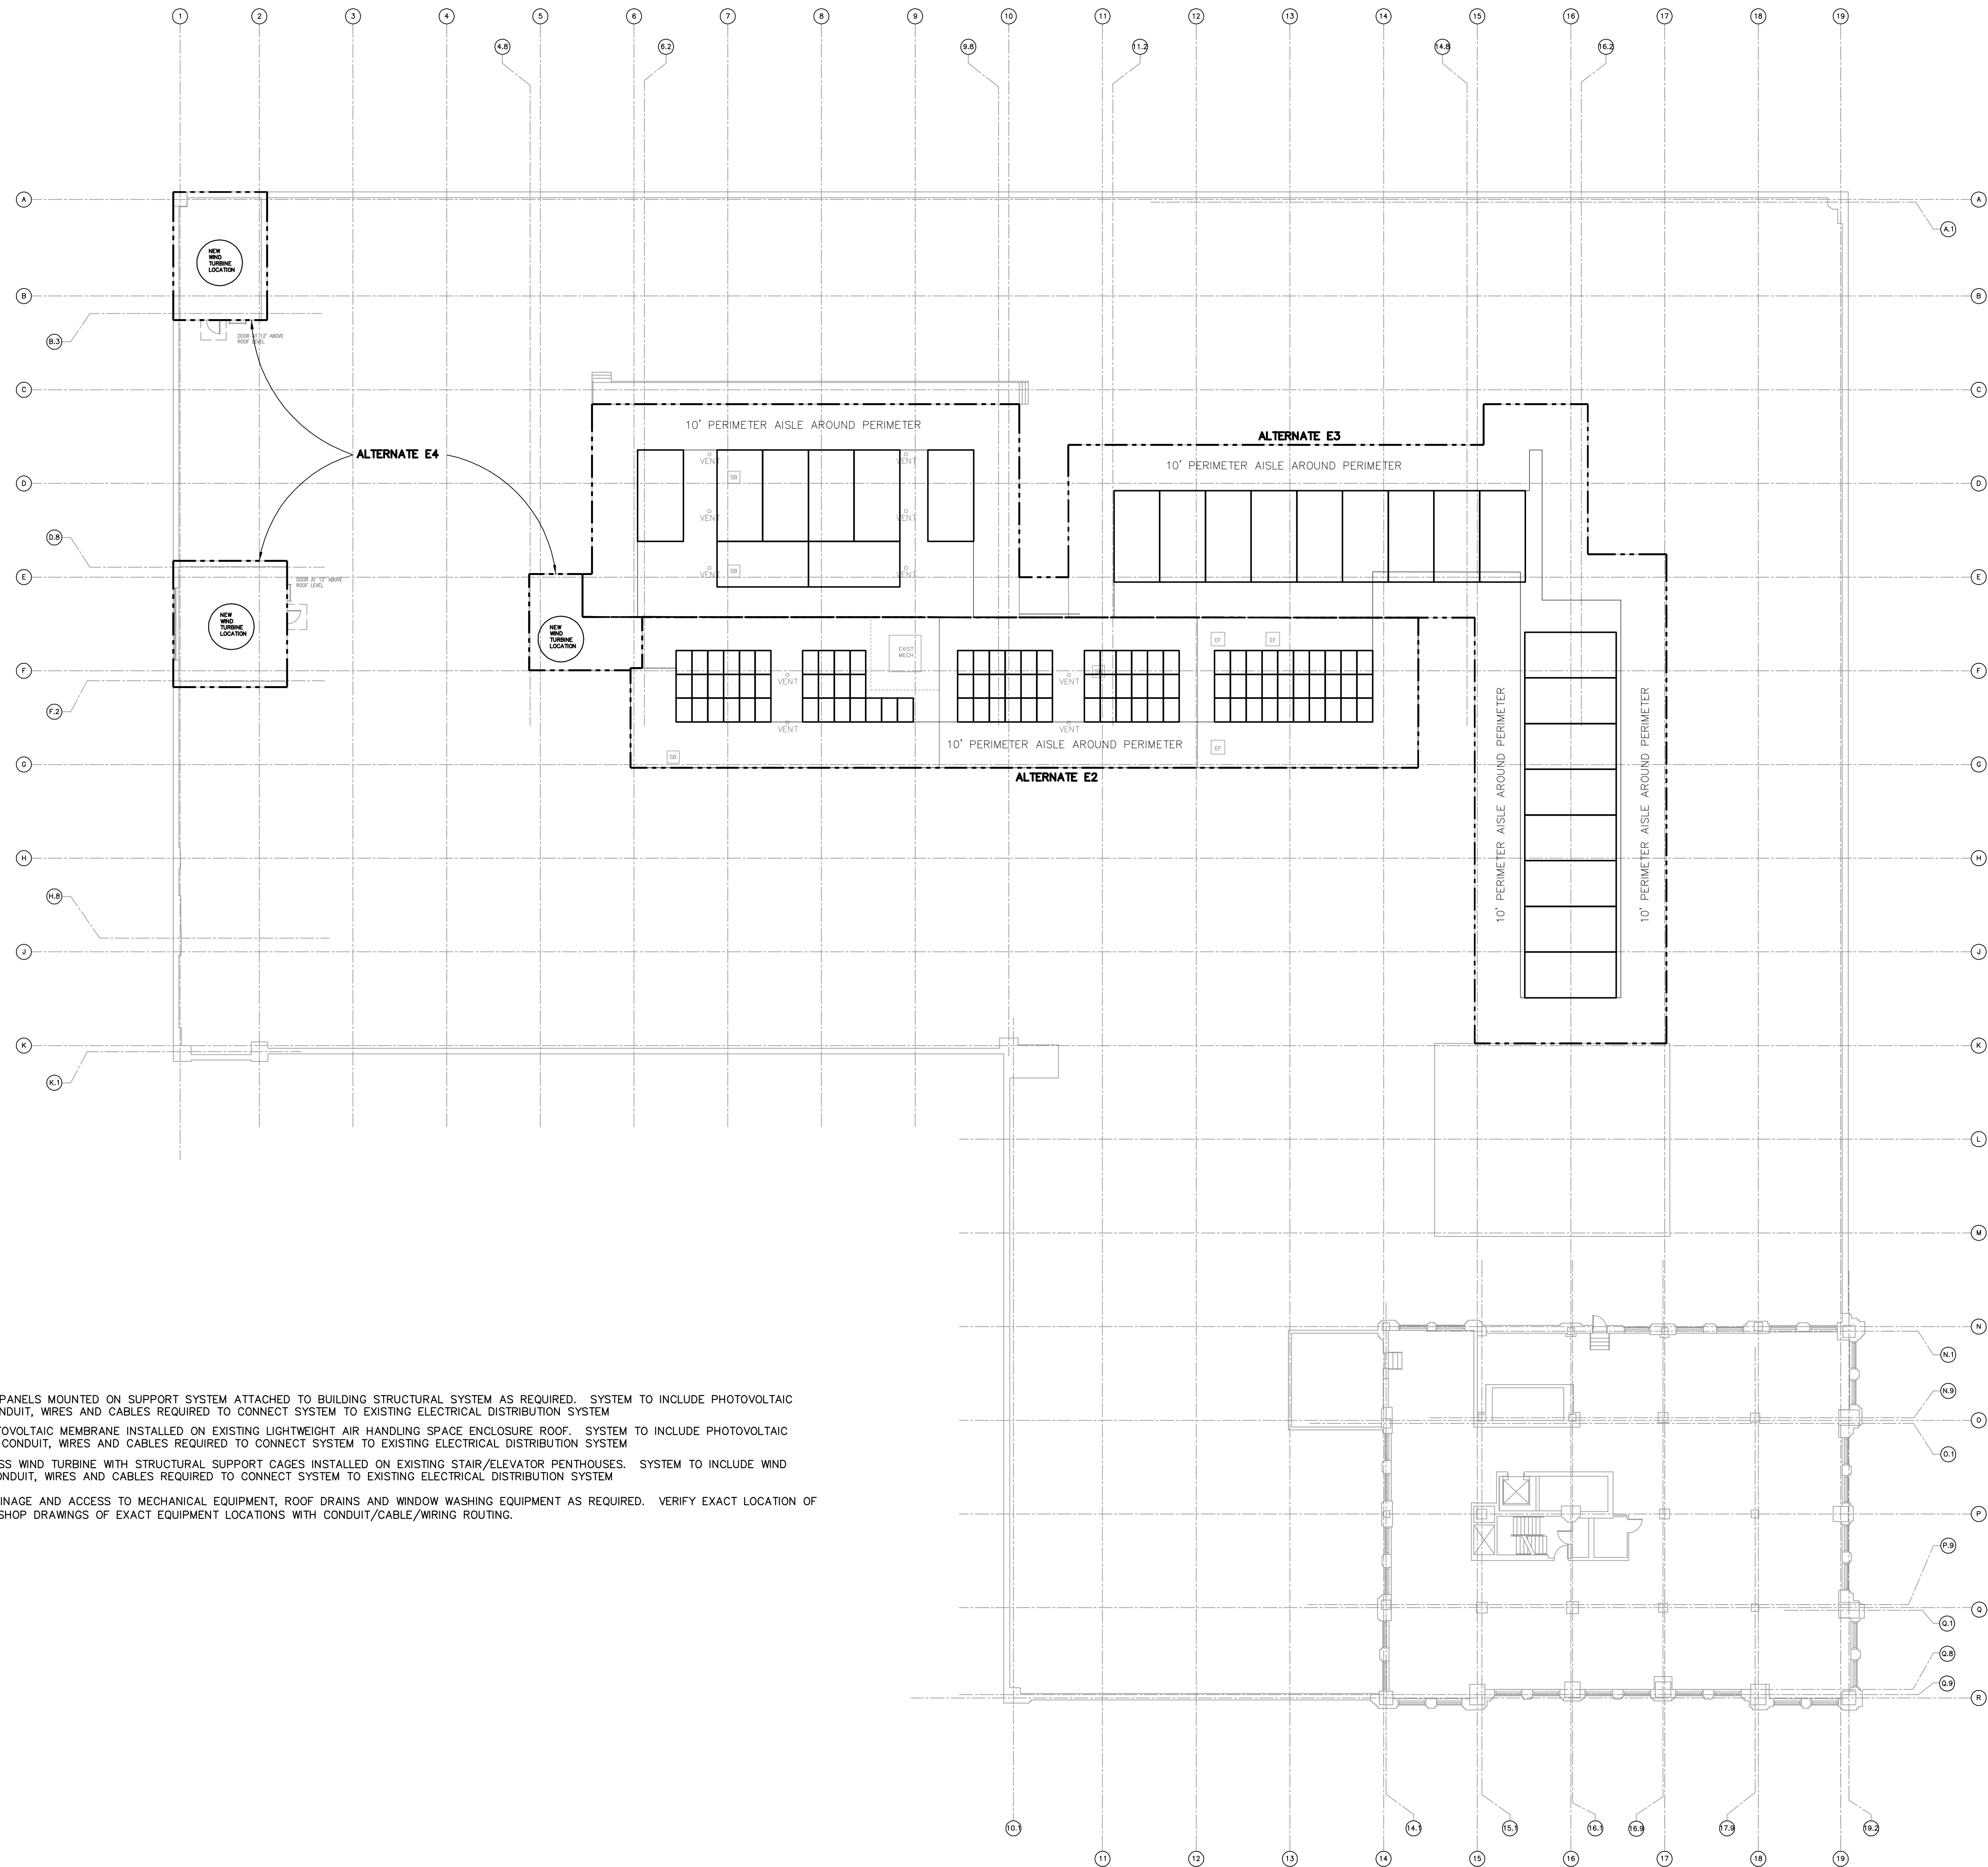 1 2 3 4 5 6 7 8 9 10 11 12 13 14 15 16 17 18 19
4.8 6.2 9.8 11.2 14.8 16.2
A A
A.1
NEW
WIND
TURBINE
LOCATION
B B
B.3
DOOR AT 12" ABOVE
ROOF LEVEL
C C
10' PERIMETER AISLE AROUND PERIMETER
ALTERNATE E3
ALTERNATE E4
10' PERIMETER AISLE AROUND PERIMETER
VENT VENT
SB
D D
VENT VENT
D.8
VENT SB VENT
E E
DOOR AT 12" ABOVE
ROOF LEVEL
NEW
WIND
TURBINE
LOCATION
NEW
WIND
TURBINE
LOCATION
EXIST
MECH
EF EF
F F
VENT VENT
F.2
VENT VENT
10' PERIMETER AISLE AROUND PERIMETER
EF
SB
G G
ALTERNATE E2
10' PERIMETER AISLE AROUND PERIMETER
10' PERIMETER AISLE AROUND PERIMETER
H H
H.8
J J
K K
K.1
L
M
N
N.1
N.9
PANELS MOUNTED ON SUPPORT SYSTEM ATTACHED TO BUILDING STRUCTURAL SYSTEM AS REQUIRED. SYSTEM TO INCLUDE PHOTOVOLTAIC
NDUIT, WIRES AND CABLES REQUIRED TO CONNECT SYSTEM TO EXISTING ELECTRICAL DISTRIBUTION SYSTEM
TOVOLTAIC MEMBRANE INSTALLED ON EXISTING LIGHTWEIGHT AIR HANDLING SPACE ENCLOSURE ROOF. SYSTEM TO INCLUDE PHOTOVOLTAIC
CONDUIT, WIRES AND CABLES REQUIRED TO CONNECT SYSTEM TO EXISTING ELECTRICAL DISTRIBUTION SYSTEM
SS WIND TURBINE WITH STRUCTURAL SUPPORT CAGES INSTALLED ON EXISTING STAIR/ELEVATOR PENTHOUSES. SYSTEM TO INCLUDE WIND
NDUIT, WIRES AND CABLES REQUIRED TO CONNECT SYSTEM TO EXISTING ELECTRICAL DISTRIBUTION SYSTEM
INAGE AND ACCESS TO MECHANICAL EQUIPMENT, ROOF DRAINS AND WINDOW WASHING EQUIPMENT AS REQUIRED. VERIFY EXACT LOCATION OF
SHOP DRAWINGS OF EXACT EQUIPMENT LOCATIONS WITH CONDUIT/CABLE/WIRING ROUTING.
O
O.1
P
P.9
Q
Q.1
Q.8
Q.9
R
10.1 14.1 15.1 16.1 16.9 17.9 19.2
11 12 13 14 15 16 17 18 19